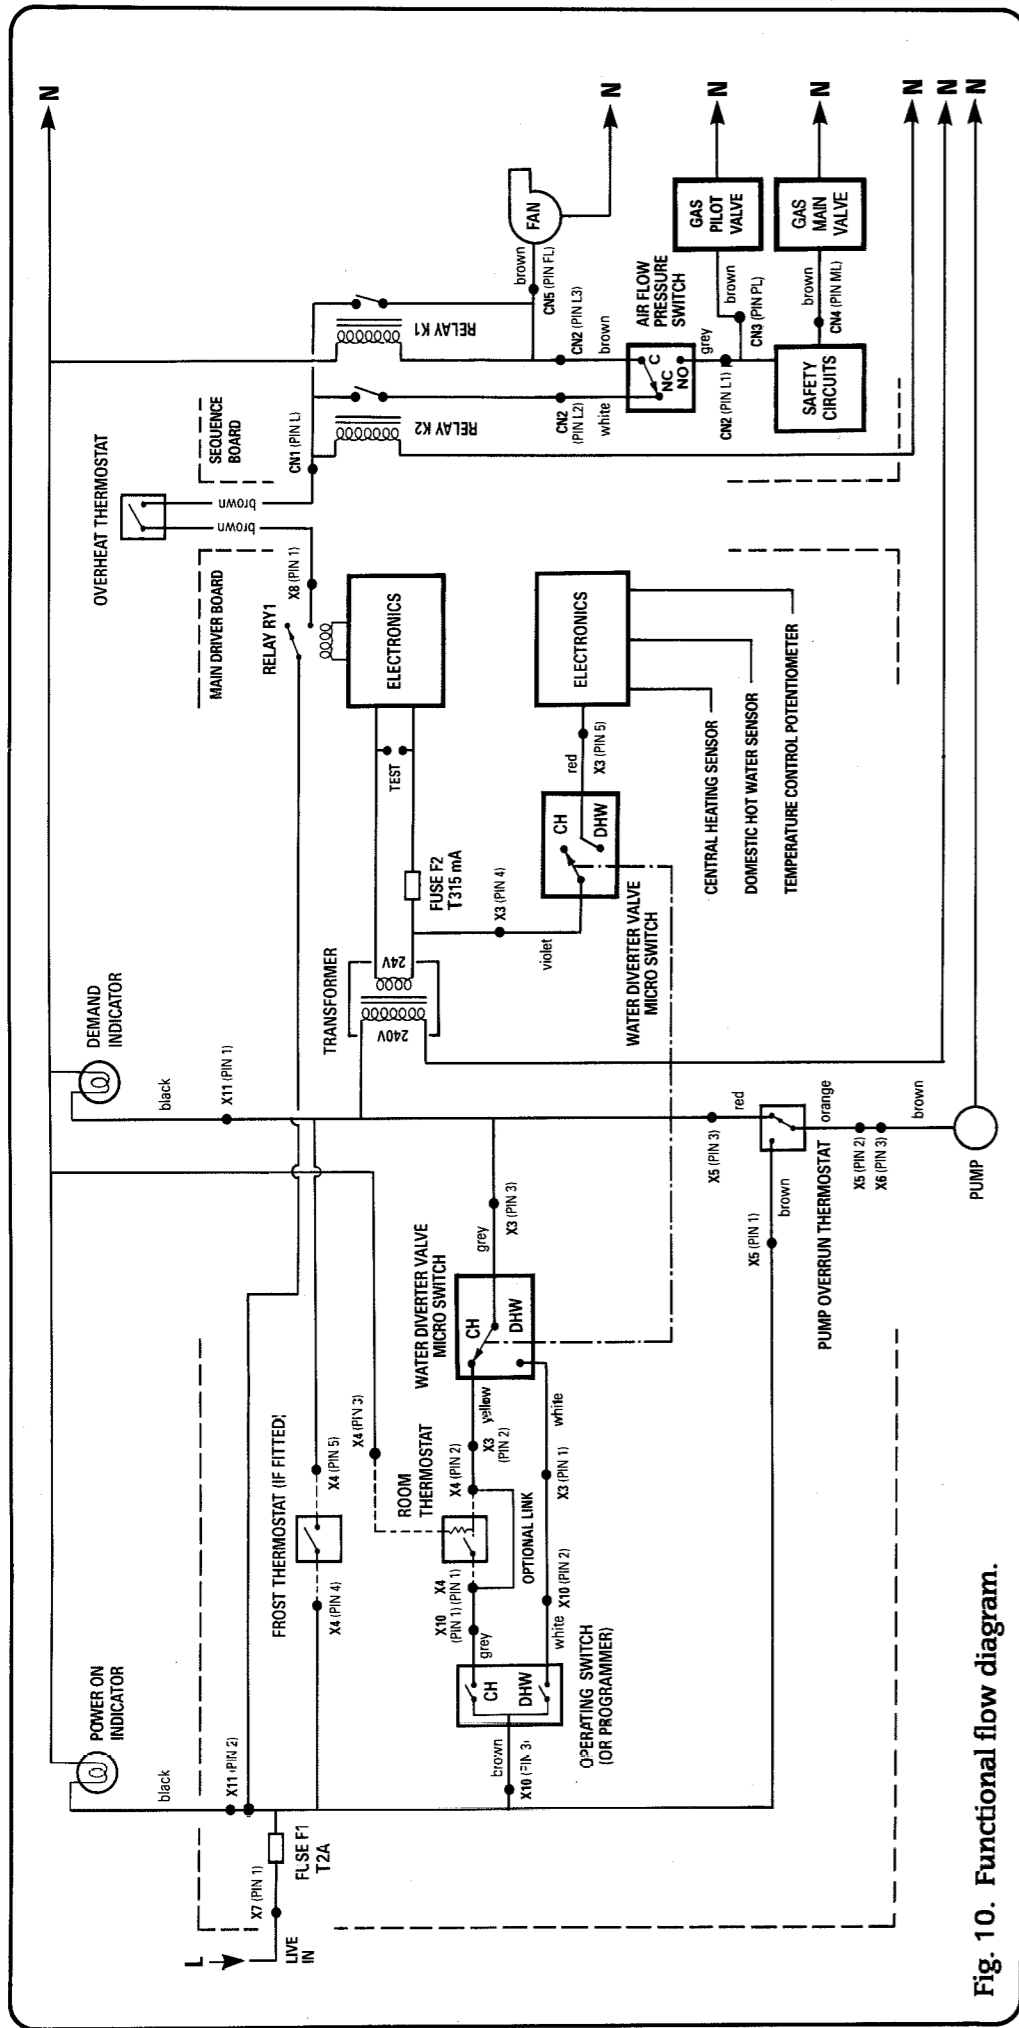 L
LIVE
IN
X7 (PIN 1)
FUSE F1
T2A
POWER ON
INDICATOR
black
X11 (PIN 2)
FROST THERMOSTAT (IF FITTED)
X4 (PIN 4)
X4 (PIN 5)
brown
X10 (PIN 3)
CH
DHW
OPERATING SWITCH
(OR PROGRAMMER)
grey
X10
(PIN 1)
X4
(PIN 1)
white
X10 (PIN 2)
ROOM
THERMOSTAT
OPTIONAL LINK
X4 (PIN 3)
X4 (PIN 2)
X3
(PIN 2)
yellow
X3 (PIN 1)
white
WATER DIVERTER VALVE
MICRO SWITCH
CH
DHW
grey
X3 (PIN 3)
DEMAND
INDICATOR
black
X11 (PIN 1)
X5 (PIN 3)
red
X5 (PIN 1)
brown
PUMP OVERRUN THERMOSTAT
orange
X5 (PIN 2)
X6 (PIN 3)
brown
PUMP
TRANSFORMER
240V
24V
FUSE F2
T315 mA
TEST
ELECTRONICS
X3 (PIN 4)
violet
WATER DIVERTER VALVE
MICRO SWITCH
CH
DHW
red
X3 (PIN 5)
ELECTRONICS
CENTRAL HEATING SENSOR
DOMESTIC HOT WATER SENSOR
TEMPERATURE CONTROL POTENTIOMETER
MAIN DRIVER BOARD
RELAY RY1
X8 (PIN 1)
OVERHEAT THERMOSTAT
brown
brown
SEQUENCE
BOARD
CN1 (PIN L)
RELAY K2
RELAY K1
CN2
(PIN L2)
white
CN2 (PIN L3)
brown
brown
CN5 (PIN FL)
FAN
AIR FLOW
PRESSURE
SWITCH
C
NC
NO
CN2 (PIN L1)
grey
brown
CN3 (PIN PL)
GAS
PILOT
VALVE
SAFETY
CIRCUITS
brown
CN4 (PIN ML)
GAS
MAIN
VALVE
N
N
N
N
N
N
N
Fig. 10. Functional flow diagram.